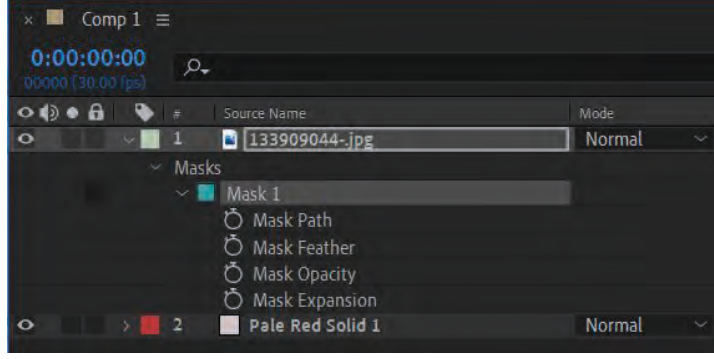 × Comp 1
0:00:00:00
00000 (30.00 fps)
# Source Name Mode
1 133909044-.jpg Normal
Masks
Mask 1
Mask Path
Mask Feather
Mask Opacity
Mask Expansion
2 Pale Red Solid 1 Normal